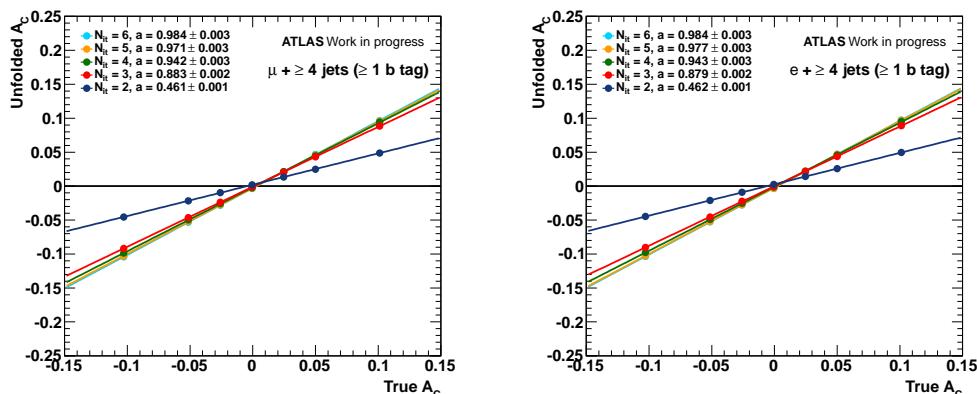 Unfolded A_C
0.25
0.2
0.15
0.1
0.05
0
-0.05
-0.1
-0.15
-0.2
-0.25
N_it = 6, a = 0.984 ± 0.003
N_it = 5, a = 0.971 ± 0.003
N_it = 4, a = 0.942 ± 0.003
N_it = 3, a = 0.883 ± 0.002
N_it = 2, a = 0.461 ± 0.001
ATLAS Work in progress
μ + ≥ 4 jets (≥ 1 b tag)
-0.15 -0.1 -0.05 0 0.05 0.1 0.15
True A_C
Unfolded A_C
0.25
0.2
0.15
0.1
0.05
0
-0.05
-0.1
-0.15
-0.2
-0.25
N_it = 6, a = 0.984 ± 0.003
N_it = 5, a = 0.977 ± 0.003
N_it = 4, a = 0.943 ± 0.003
N_it = 3, a = 0.879 ± 0.002
N_it = 2, a = 0.462 ± 0.001
ATLAS Work in progress
e + ≥ 4 jets (≥ 1 b tag)
-0.15 -0.1 -0.05 0 0.05 0.1 0.15
True A_C